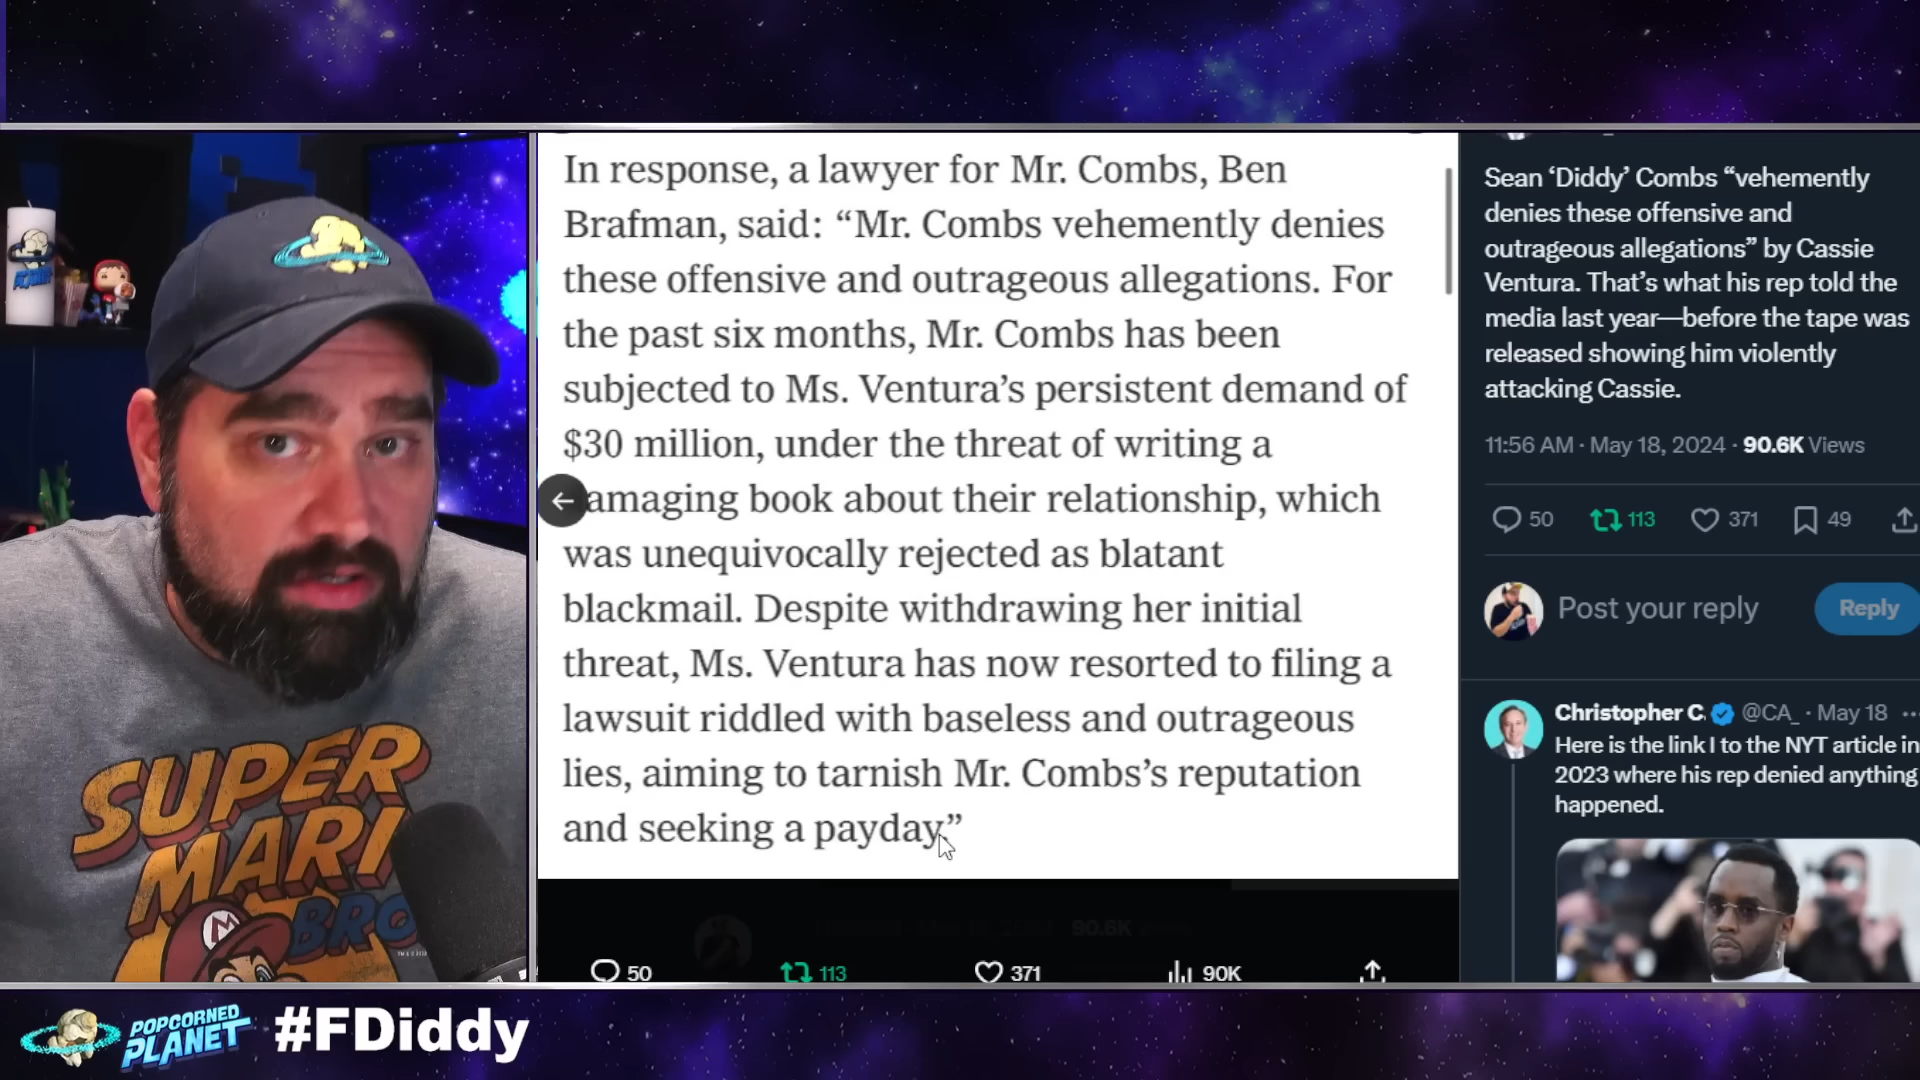 In response, a lawyer for Mr. Combs, Ben
Brafman, said: “Mr. Combs vehemently denies
these offensive and outrageous allegations. For
the past six months, Mr. Combs has been
subjected to Ms. Ventura’s persistent demand of
$30 million, under the threat of writing a
amaging book about their relationship, which
was unequivocally rejected as blatant
blackmail. Despite withdrawing her initial
threat, Ms. Ventura has now resorted to filing a
lawsuit riddled with baseless and outrageous
lies, aiming to tarnish Mr. Combs’s reputation
and seeking a payday.”
90.6K
50
113
371
90K
Sean ‘Diddy’ Combs “vehemently
denies these offensive and
outrageous allegations” by Cassie
Ventura. That’s what his rep told the
media last year—before the tape was
released showing him violently
attacking Cassie.
11:56 AM · May 18, 2024 · 90.6K Views
50 113 371 49
Post your reply
Reply
Christopher C. @CA_ · May 18 ...
Here is the link I to the NYT article in
2023 where his rep denied anything
happened.
SUPER
MARI
BRO
M
POPCORNED
PLANET
#FDiddy